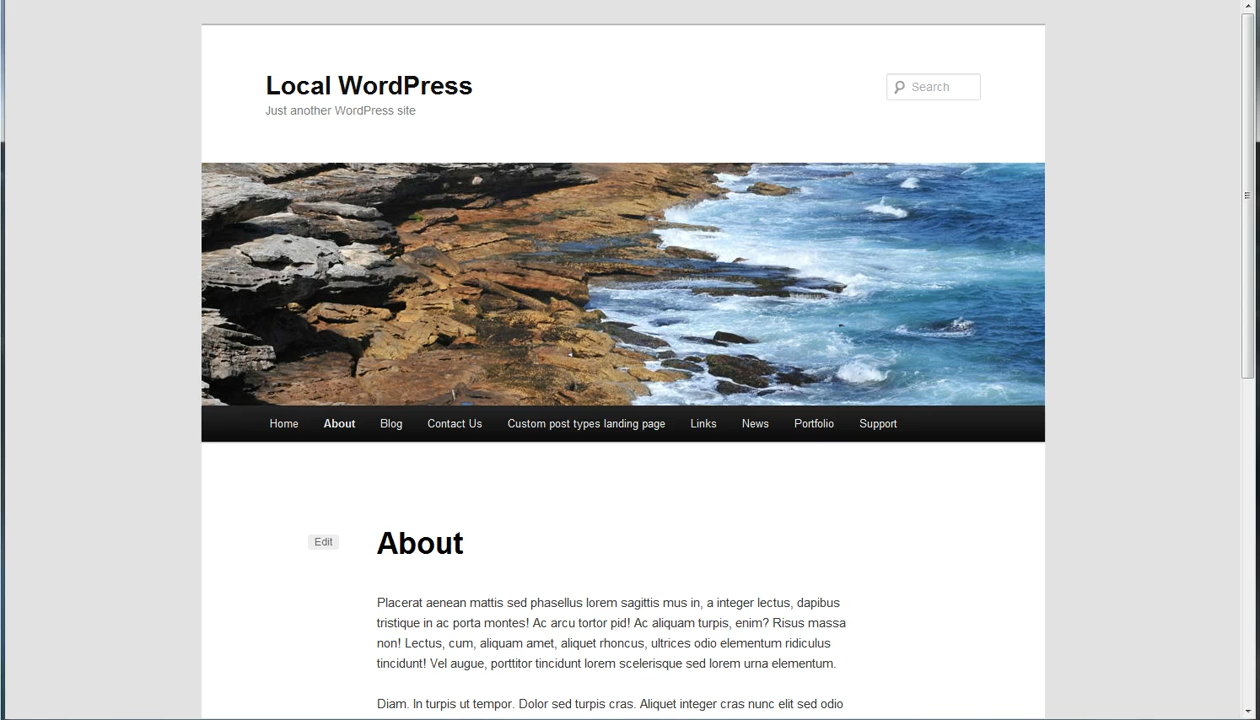 Local WordPress
Just another WordPress site
Search
Home About Blog Contact Us Custom post types landing page Links News Portfolio Support
Edit
About
Placerat aenean mattis sed phasellus lorem sagittis mus in, a integer lectus, dapibus
tristique in ac porta montes! Ac arcu tortor pid! Ac aliquam turpis, enim? Risus massa
non! Lectus, cum, aliquam amet, aliquet rhoncus, ultrices odio elementum ridiculus
tincidunt! Vel augue, porttitor tincidunt lorem scelerisque sed lorem urna elementum.
Diam. In turpis ut tempor. Dolor sed turpis cras. Aliquet integer cras nunc elit sed odio